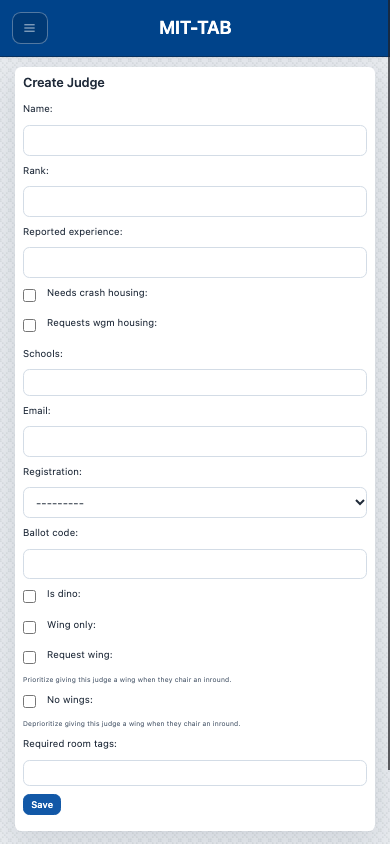 MIT-TAB
Create Judge
Name:
Rank:
Reported experience:
Needs crash housing:
Requests wgm housing:
Schools:
Email:
Registration:
---------
Ballot code:
Is dino:
Wing only:
Request wing:
Prioritize giving this judge a wing when they chair an inround.
No wings:
Deprioritize giving this judge a wing when they chair an inround.
Required room tags:
Save